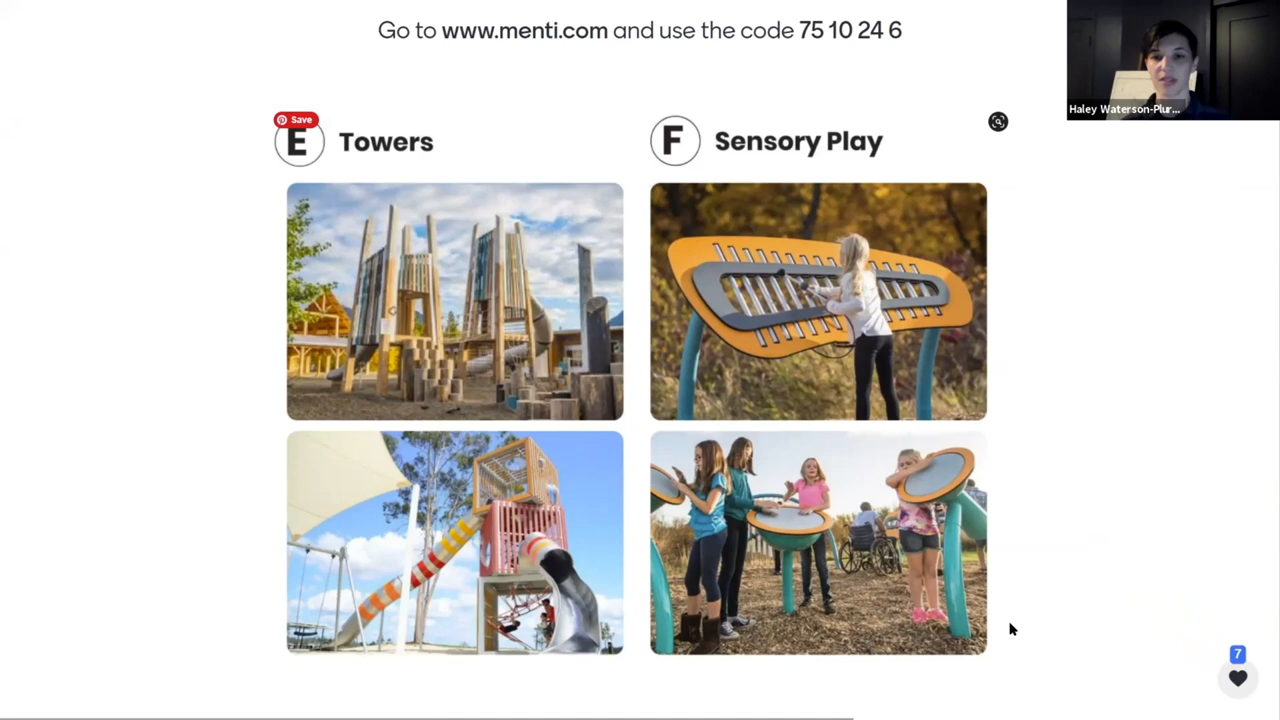 Go to www.menti.com and use the code 75 10 24 6
Haley Waterson-Plur...
Save
E Towers
F Sensory Play
7